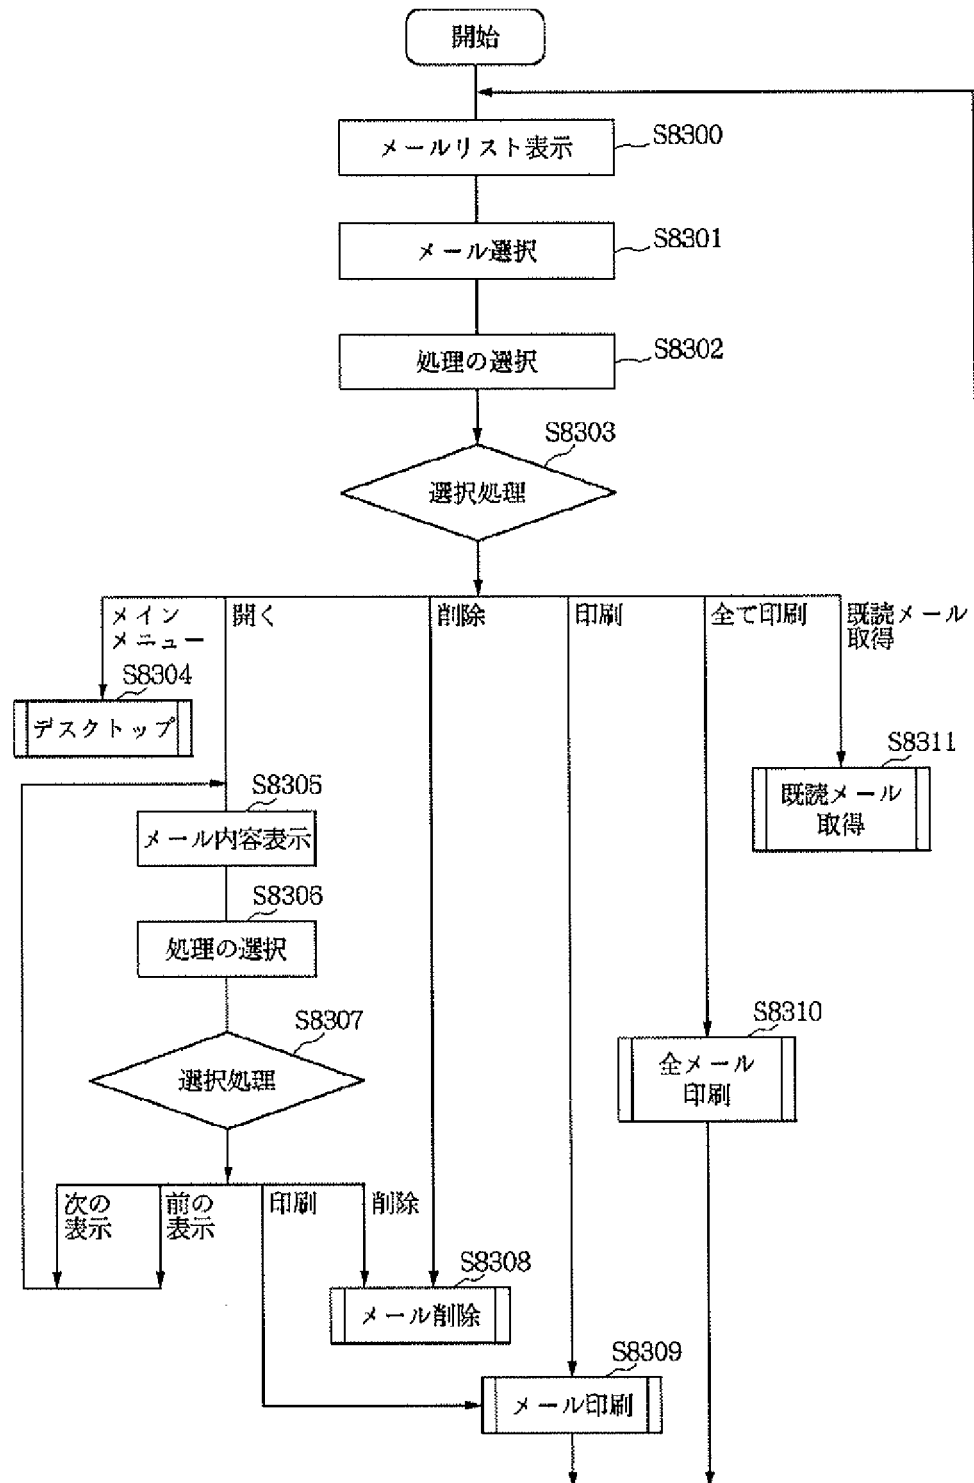 開始
メールリスト表示
S8300
メール選択
S8301
処理の選択
S8302
S8303
選択処理
メイン
メニュー
開く
削除
印刷
全て印刷
既読メール
取得
S8304
デスクトップ
S8311
既読メール
取得
S8305
メール内容表示
S8306
処理の選択
S8307
選択処理
S8310
全メール
印刷
次の
表示
前の
表示
印刷
削除
S8308
メール削除
S8309
メール印刷